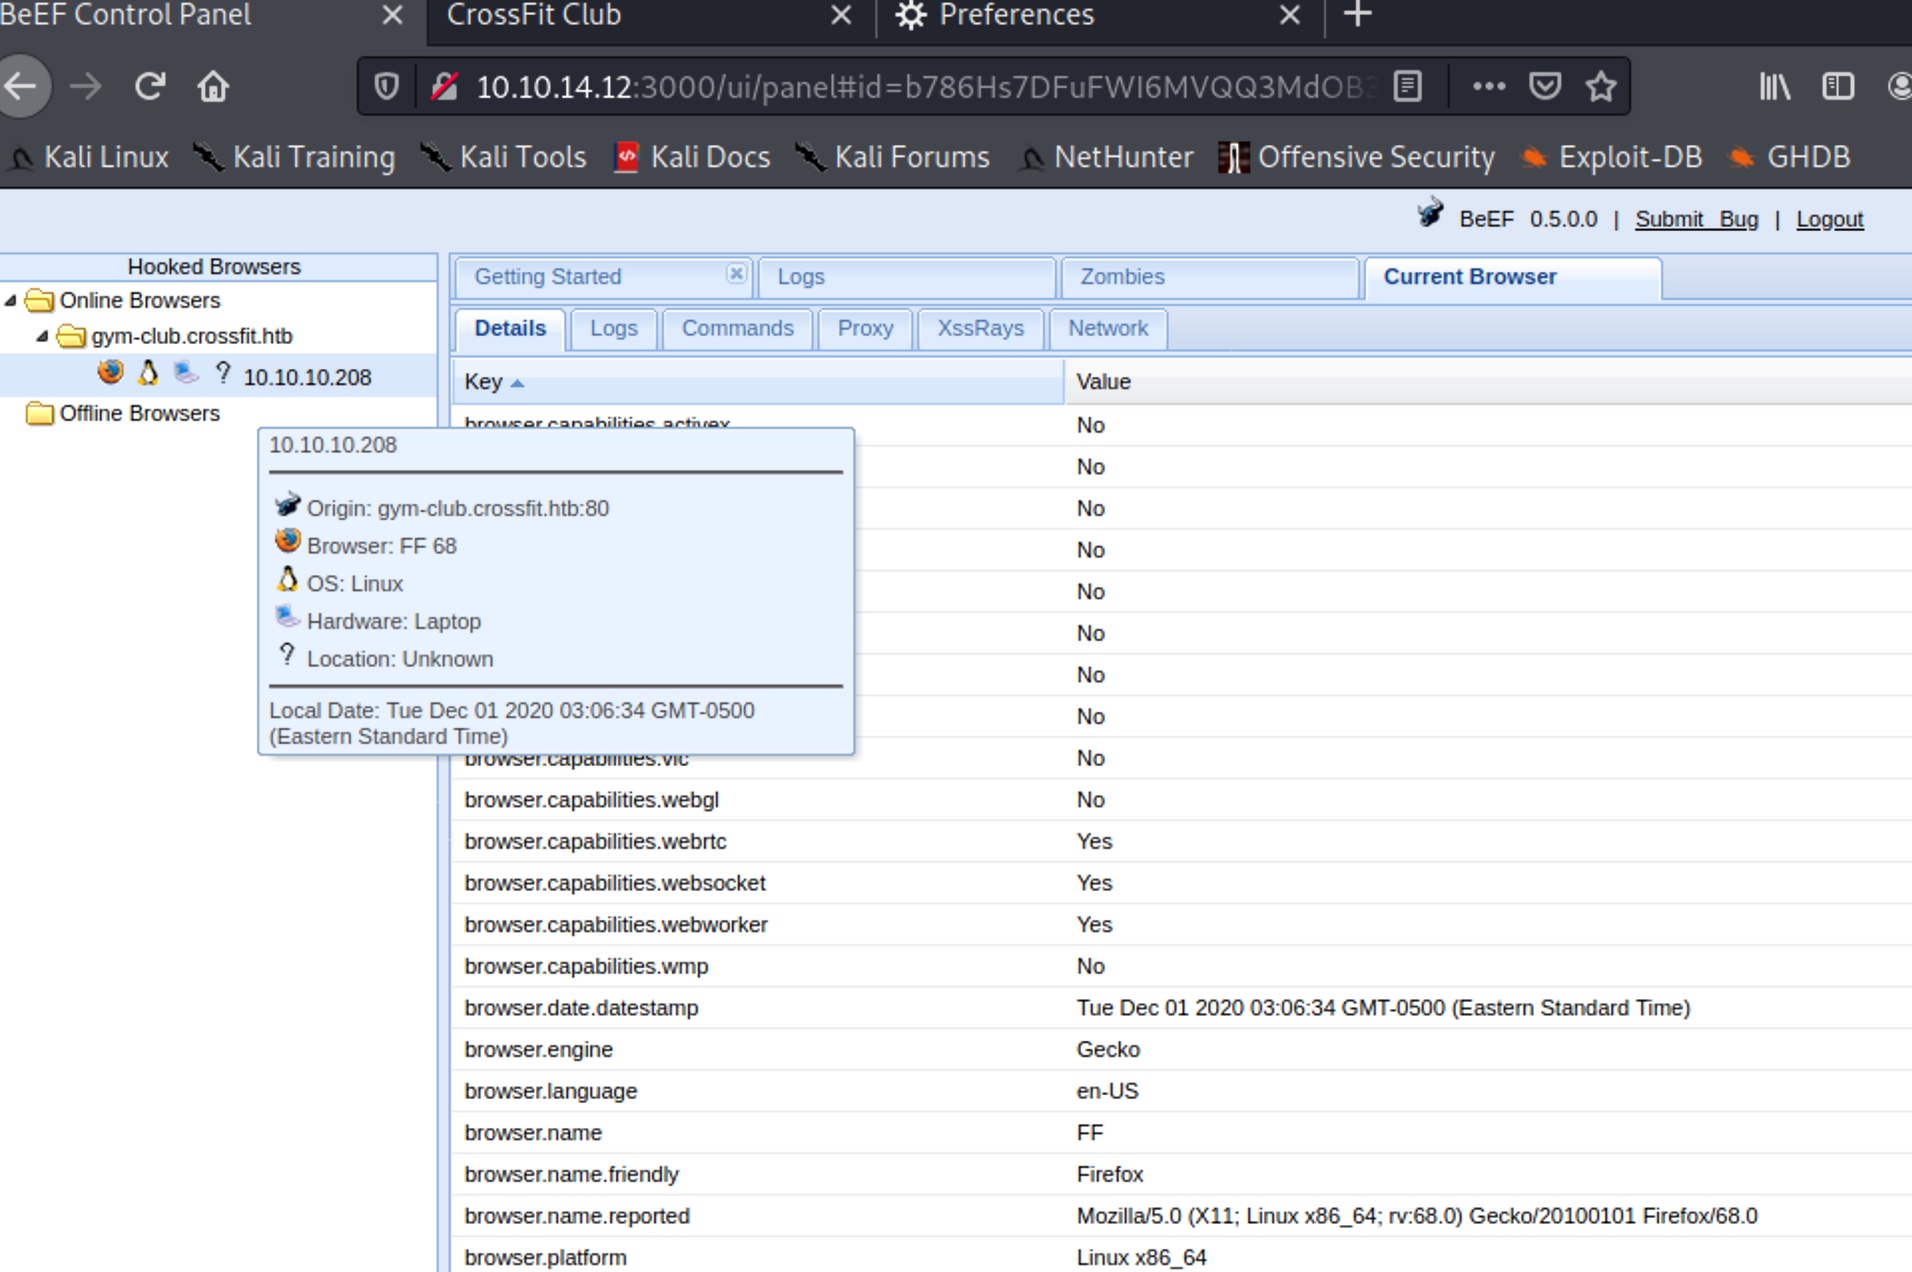 BeEF Control Panel
CrossFit Club
Preferences
10.10.14.12:3000/ui/panel#id=b786Hs7DFuFWI6MVQQ3MdOB3
Kali Linux Kali Training Kali Tools Kali Docs Kali Forums NetHunter Offensive Security Exploit-DB GHDB
BeEF 0.5.0.0 | Submit Bug | Logout
Hooked Browsers
Online Browsers
gym-club.crossfit.htb
? 10.10.10.208
Offline Browsers
Getting Started
Logs
Zombies
Current Browser
Details
Logs
Commands
Proxy
XssRays
Network
Key
Value
browser.capabilities.activex No
No
No
No
No
No
No
No
10.10.10.208
Origin: gym-club.crossfit.htb:80
Browser: FF 68
OS: Linux
Hardware: Laptop
? Location: Unknown
Local Date: Tue Dec 01 2020 03:06:34 GMT-0500
(Eastern Standard Time)
browser.capabilities.vlc No
browser.capabilities.webgl No
browser.capabilities.webrtc Yes
browser.capabilities.websocket Yes
browser.capabilities.webworker Yes
browser.capabilities.wmp No
browser.date.datestamp Tue Dec 01 2020 03:06:34 GMT-0500 (Eastern Standard Time)
browser.engine Gecko
browser.language en-US
browser.name FF
browser.name.friendly Firefox
browser.name.reported Mozilla/5.0 (X11; Linux x86_64; rv:68.0) Gecko/20100101 Firefox/68.0
browser.platform Linux x86_64